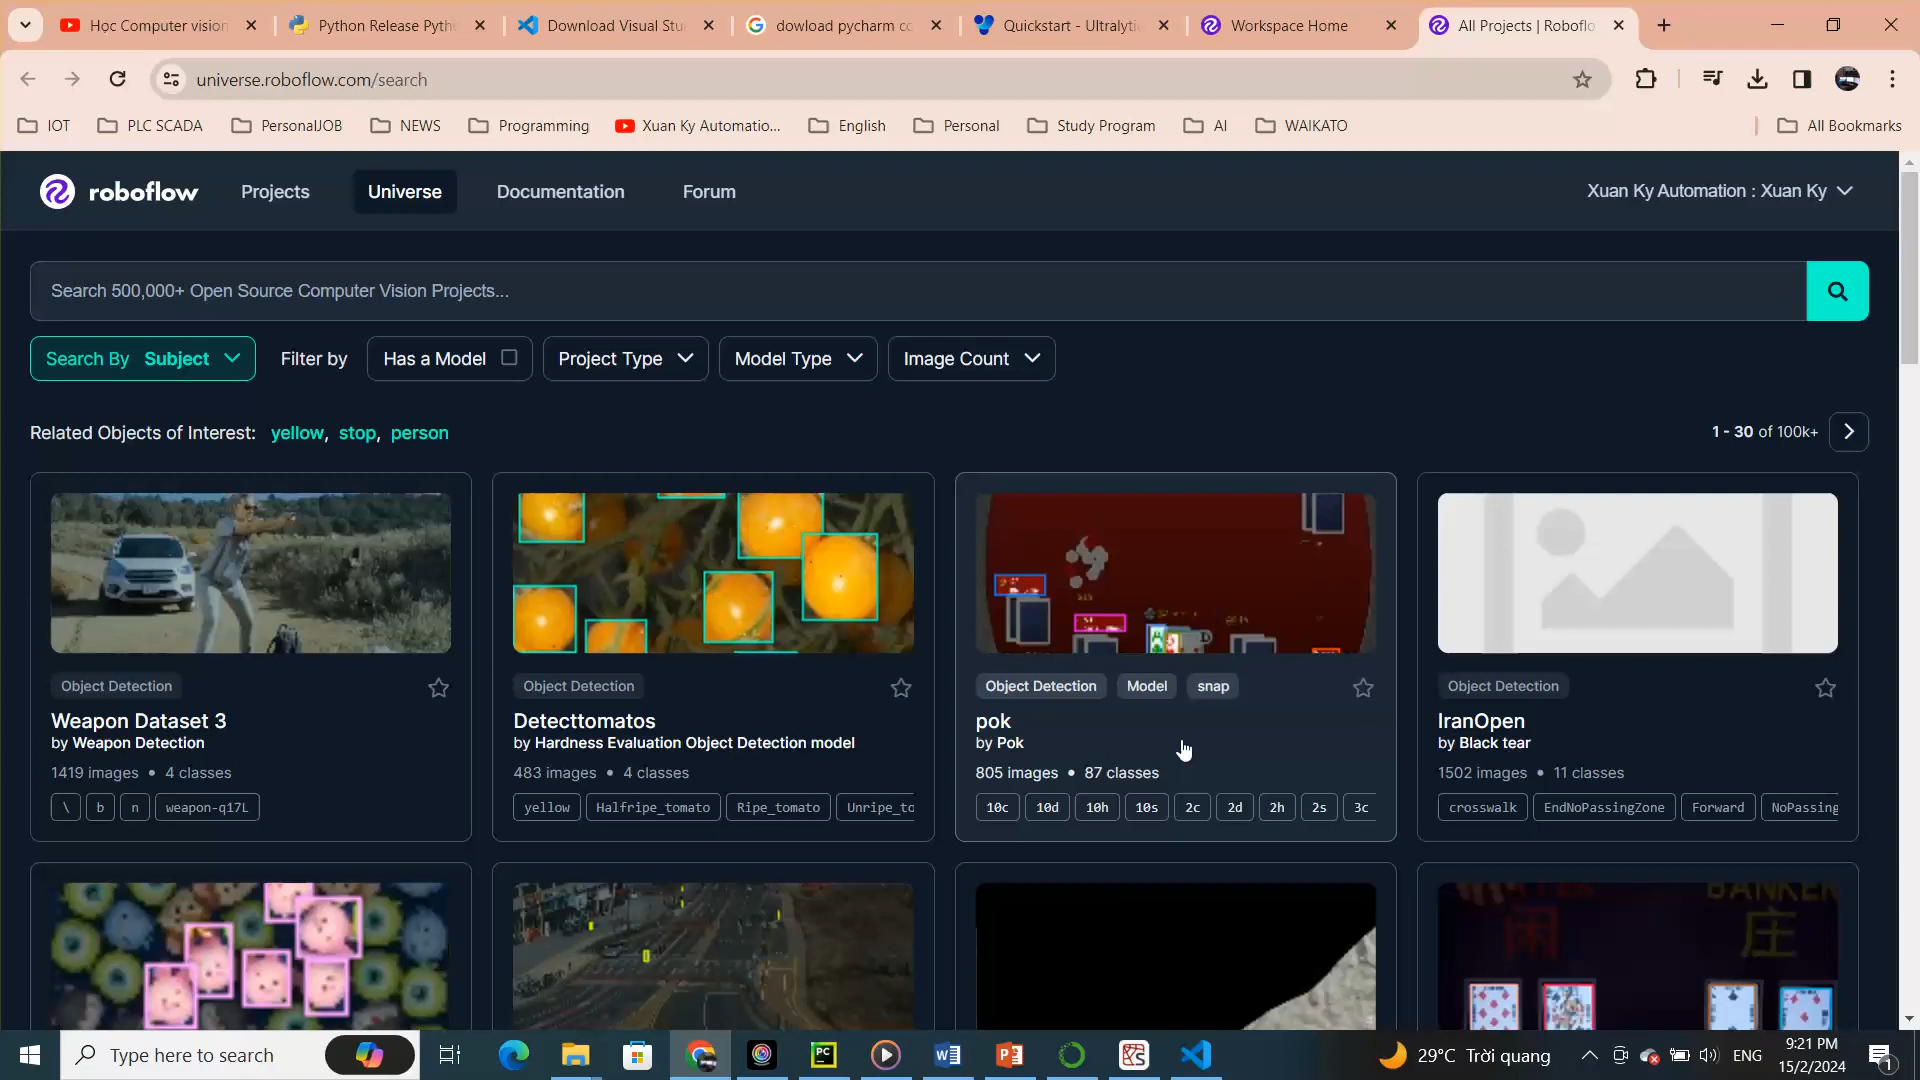 Học Computer vision
Python Release Pyth
Download Visual Stu
dowload pycharm co
Quickstart - Ultralyti
Workspace Home
All Projects | Roboflo
universe.roboflow.com/search
IOT
PLC SCADA
PersonalJOB
NEWS
Programming
Xuan Ky Automatio...
English
Personal
Study Program
AI
WAIKATO
All Bookmarks
roboflow
Projects
Universe
Documentation
Forum
Xuan Ky Automation : Xuan Ky
Search 500,000+ Open Source Computer Vision Projects...
Search By Subject
Filter by
Has a Model
Project Type
Model Type
Image Count
Related Objects of Interest: yellow, stop, person
1 - 30 of 100k+
Object Detection
Weapon Dataset 3
by Weapon Detection
1419 images • 4 classes
\ b n weapon-q17L
Object Detection
Detecttomatos
by Hardness Evaluation Object Detection model
483 images • 4 classes
yellow Halfripe_tomato Ripe_tomato Unripe_to
Object Detection Model snap
pok
by Pok
805 images • 87 classes
10c 10d 10h 10s 2c 2d 2h 2s 3c
Object Detection
IranOpen
by Black tear
1502 images • 11 classes
crosswalk EndNoPassingZone Forward NoPassing
BANKER
闲
庄
Type here to search
29°C Trời quang
ENG
9:21 PM
15/2/2024
1